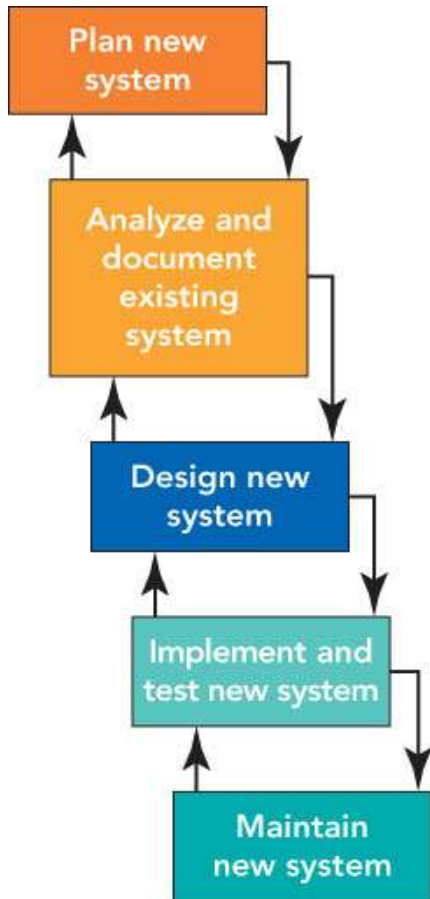 Plan new
system
Analyze and
document
existing
system
Design new
system
Implement and
test new system
Maintain
new system